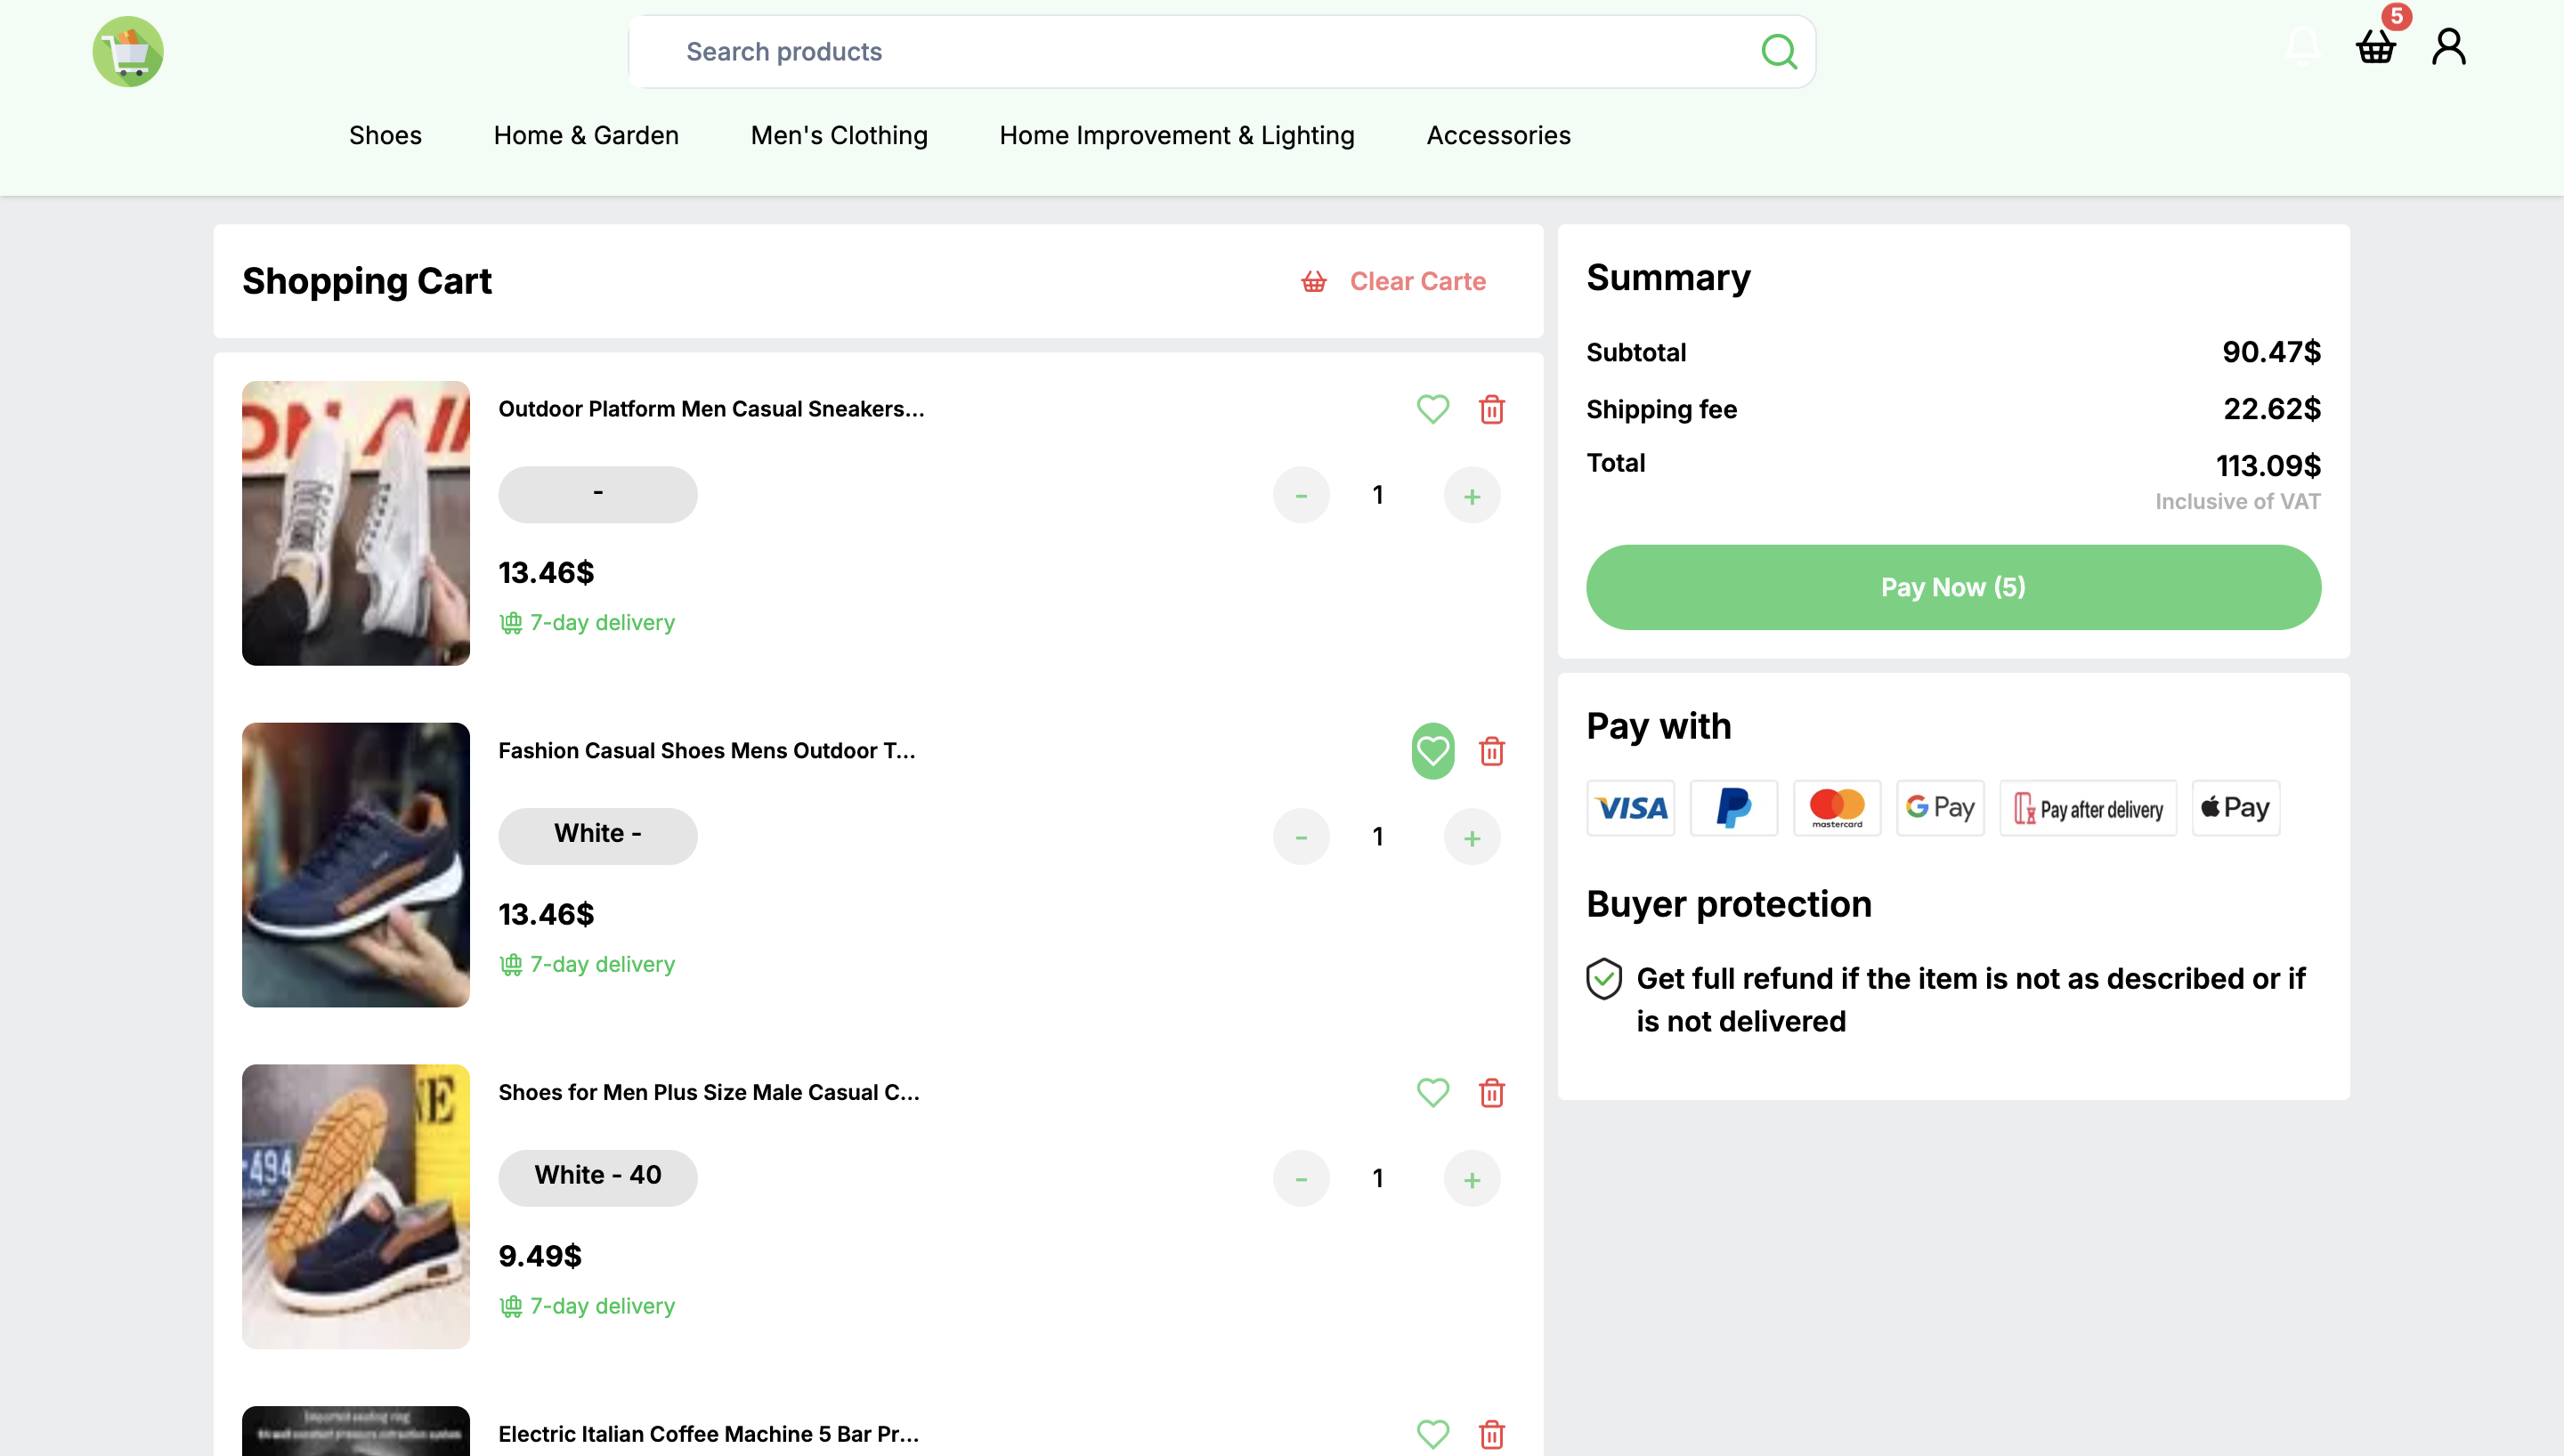 5
Search products
Shoes
Home & Garden
Men's Clothing
Home Improvement & Lighting
Accessories
Shopping Cart
Clear Carte
Outdoor Platform Men Casual Sneakers...
-
- 1 +
13.46$
7-day delivery
Fashion Casual Shoes Mens Outdoor T...
White -
- 1 +
13.46$
7-day delivery
NE
494
Shoes for Men Plus Size Male Casual C...
White - 40
- 1 +
9.49$
7-day delivery
Electric Italian Coffee Machine 5 Bar Pr...
Summary
Subtotal 90.47$
Shipping fee 22.62$
Total 113.09$
Inclusive of VAT
Pay Now (5)
Pay with
VISA
mastercard
G Pay
Pay after delivery
Pay
Buyer protection
Get full refund if the item is not as described or if
is not delivered